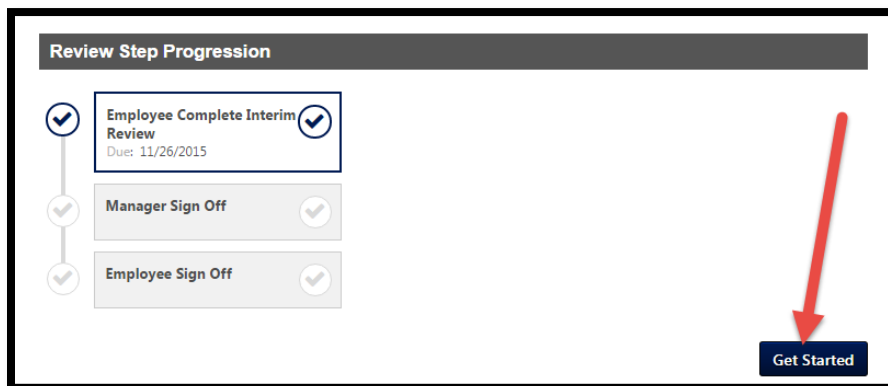 Review Step Progression
Employee Complete Interim
Review
Due: 11/26/2015
Manager Sign Off
Employee Sign Off
Get Started